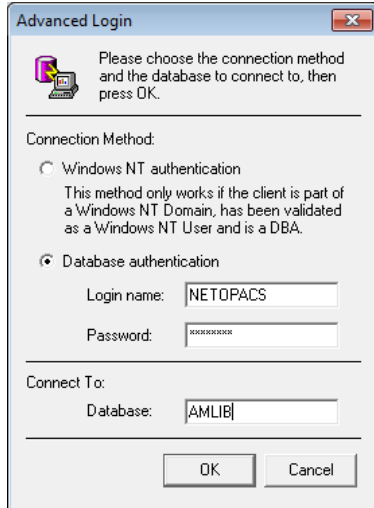 Advanced Login
Please choose the connection method
and the database to connect to, then
press OK.
Connection Method:
Windows NT authentication
This method only works if the client is part of
a Windows NT Domain, has been validated
as a Windows NT User and is a DBA.
Database authentication
Login name: NETOPACS
Password: ********
Connect To:
Database: AMLIB
OK Cancel